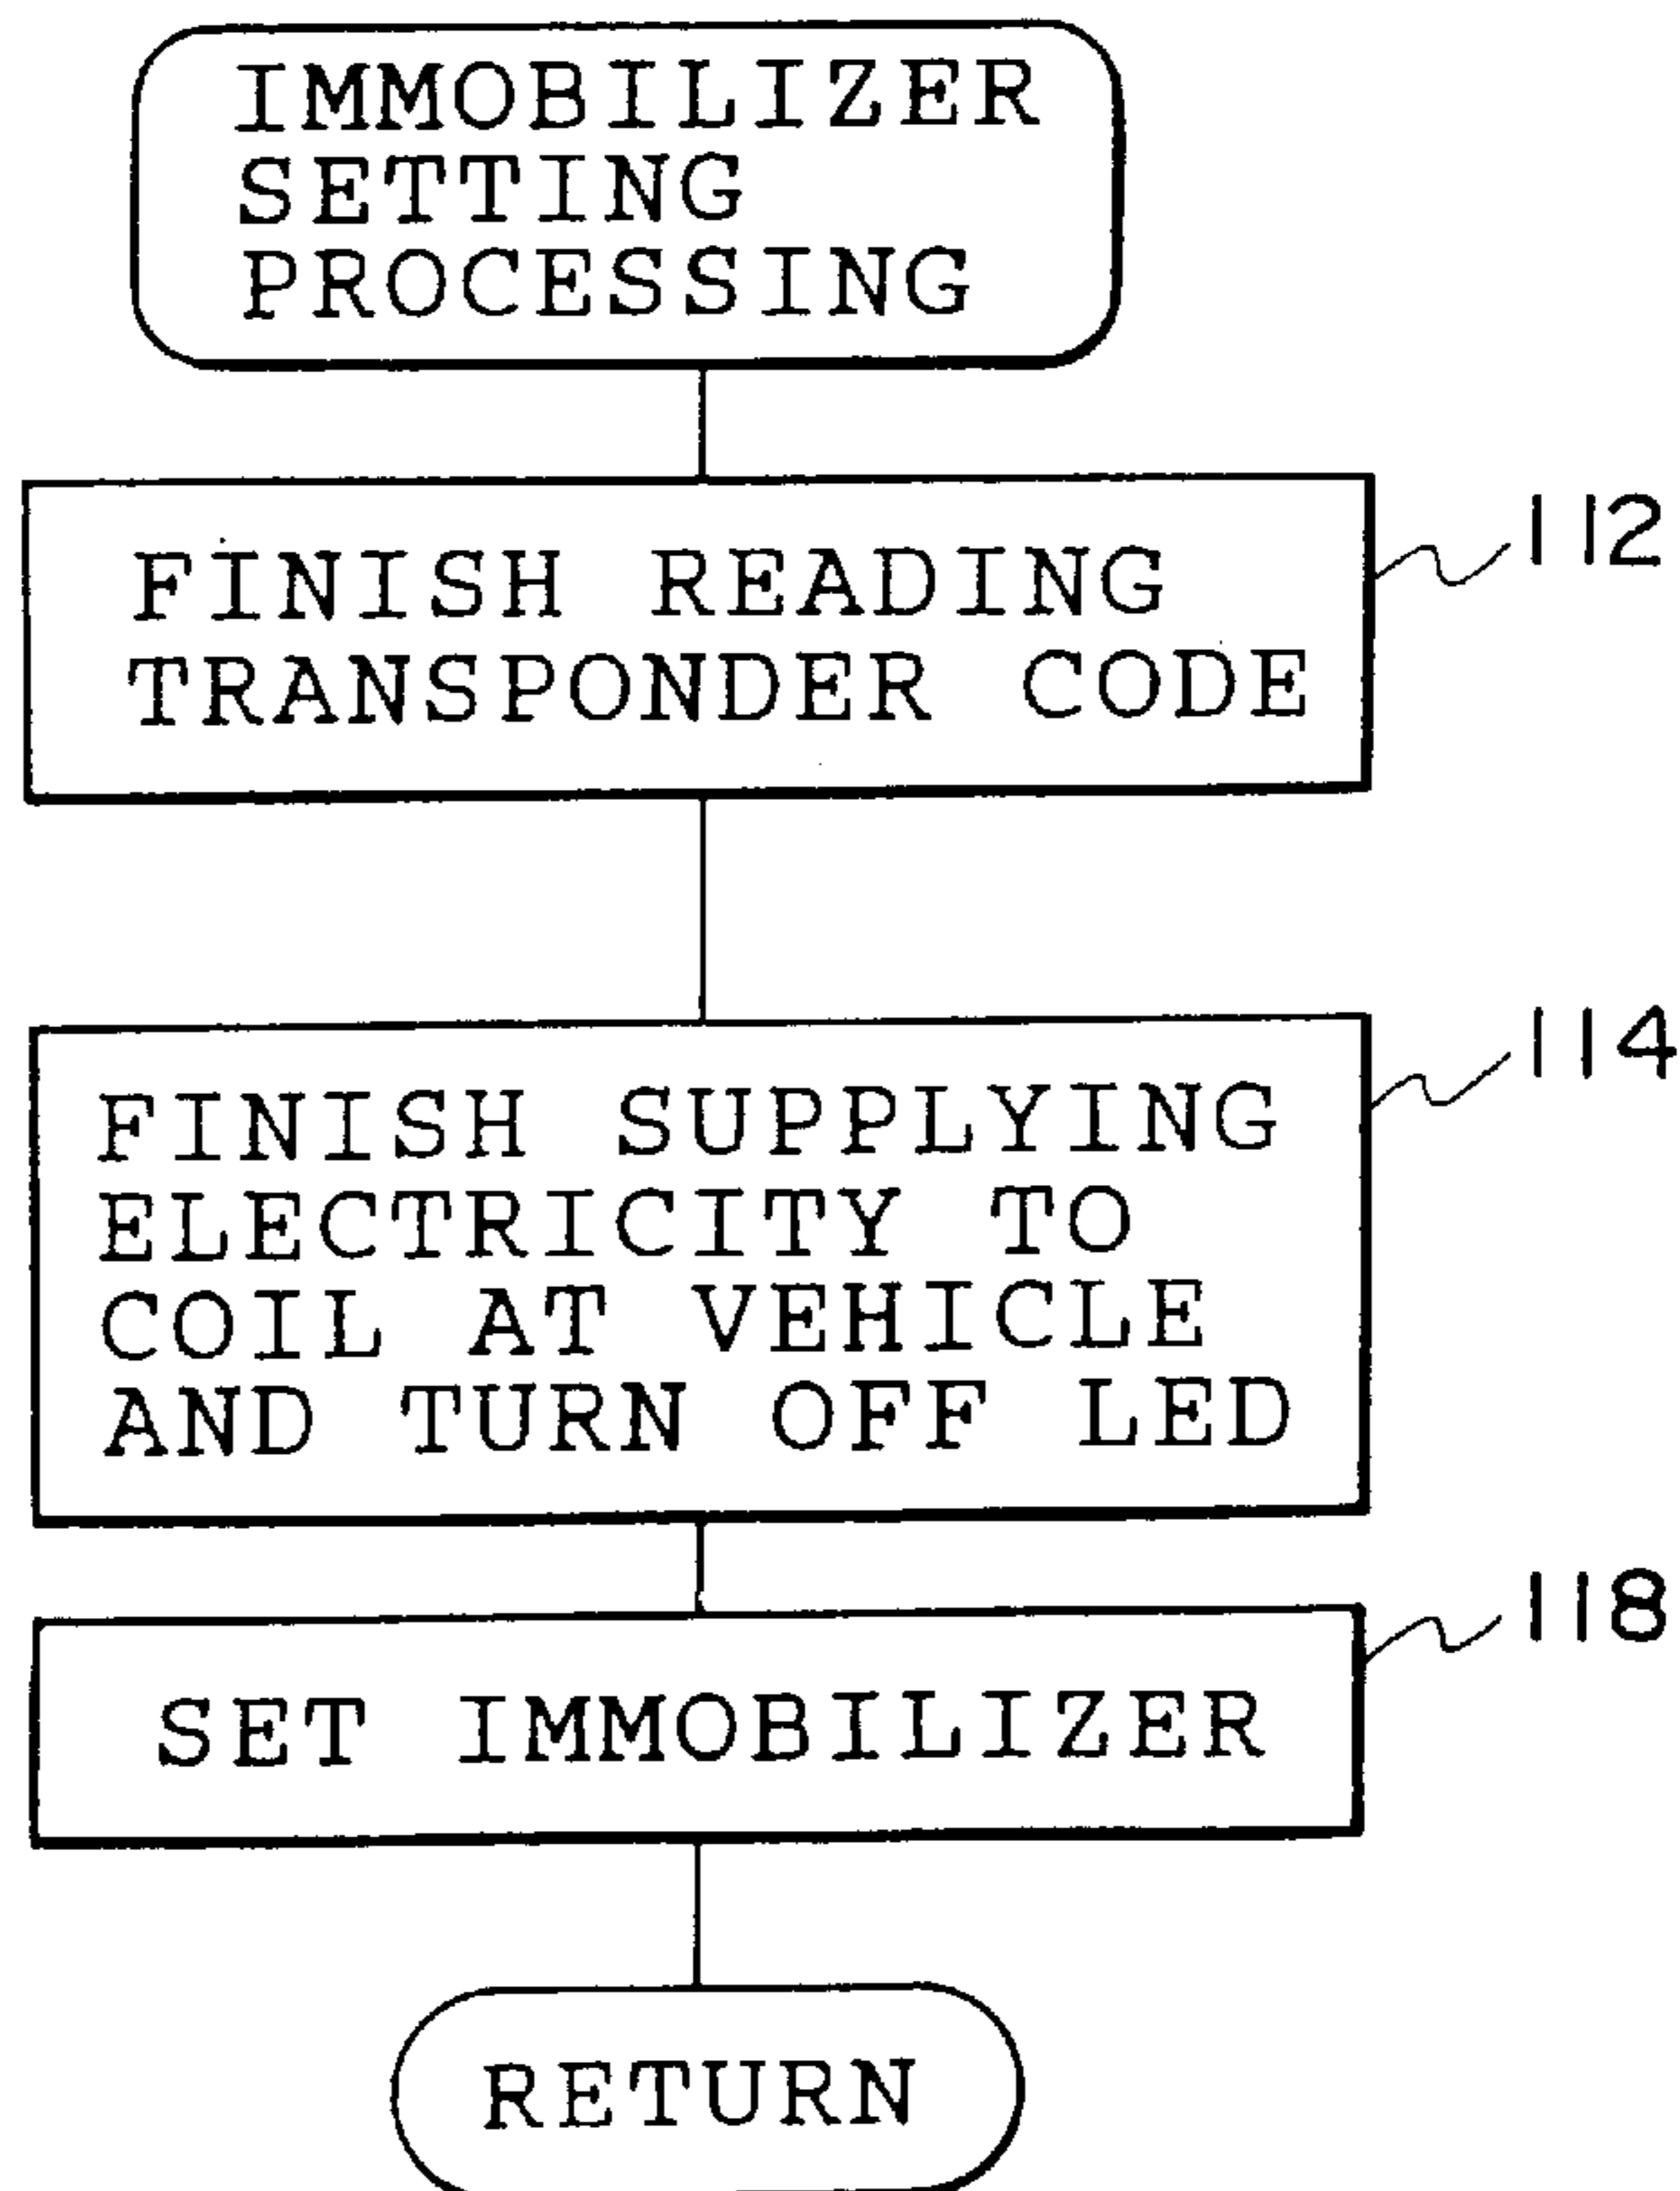 IMMOBILIZER
SETTING
PROCESSING
112
FINISH READING
TRANSPONDER CODE
114
FINISH SUPPLYING
ELECTRICITY TO
COIL AT VEHICLE
AND TURN OFF LED
118
SET IMMOBILIZER
RETURN